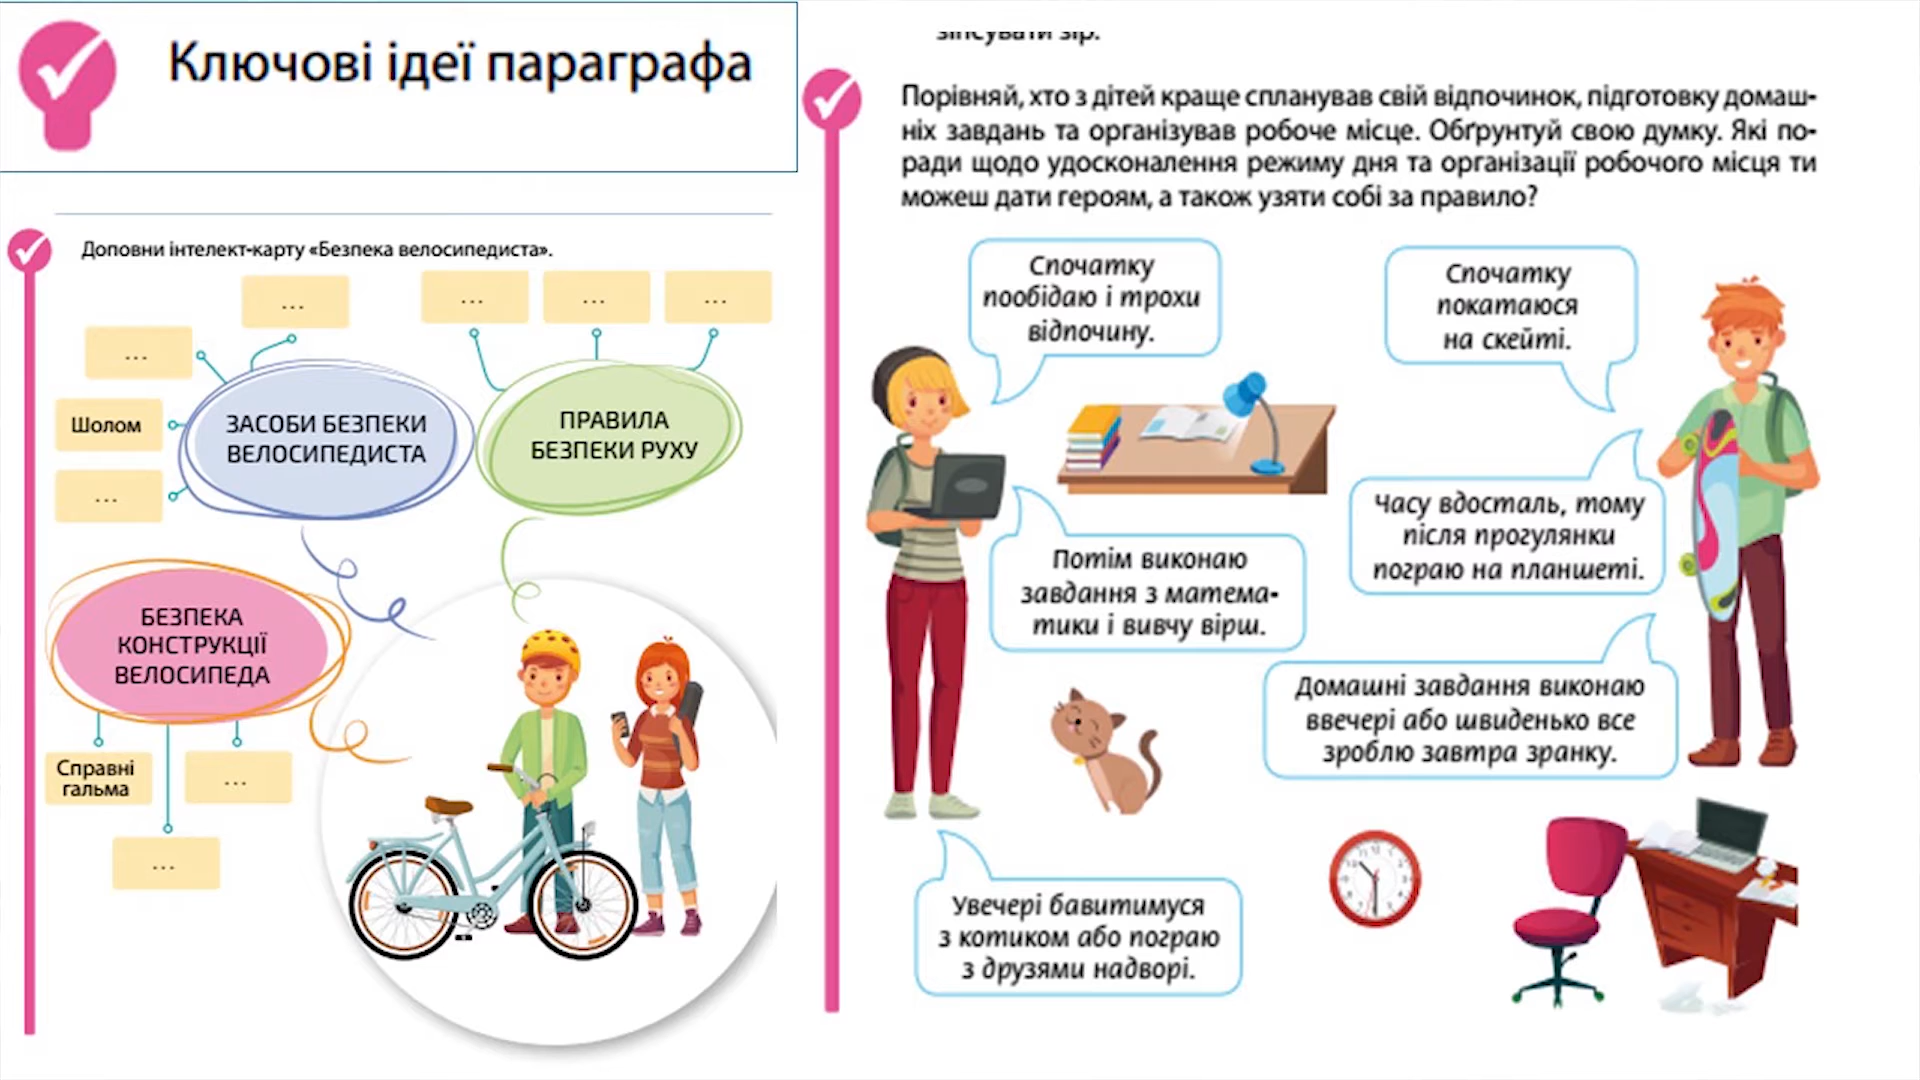 Ключові ідеї параграфа
Доповни інтелект-карту «Безпека велосипедиста».
...
...
...
...
...
Шолом
...
ЗАСОБИ БЕЗПЕКИ
ВЕЛОСИПЕДИСТА
ПРАВИЛА
БЕЗПЕКИ РУХУ
БЕЗПЕКА
КОНСТРУКЦІЇ
ВЕЛОСИПЕДА
Справні
гальма
...
...
зіпсувати зір.
Порівняй, хто з дітей краще спланував свій відпочинок, підготовку домаш-
ніх завдань та організував робоче місце. Обґрунтуй свою думку. Які по-
ради щодо удосконалення режиму дня та організації робочого місця ти
можеш дати героям, а також узяти собі за правило?
Спочатку
пообідаю і трохи
відпочину.
Спочатку
покатаюся
на скейті.
Часу вдосталь, тому
після прогулянки
пограю на планшеті.
Потім виконаю
завдання з матема-
тики і вивчу вірш.
Домашні завдання виконаю
ввечері або швиденько все
зроблю завтра зранку.
Увечері бавитимуся
з котиком або пограю
з друзями надворі.